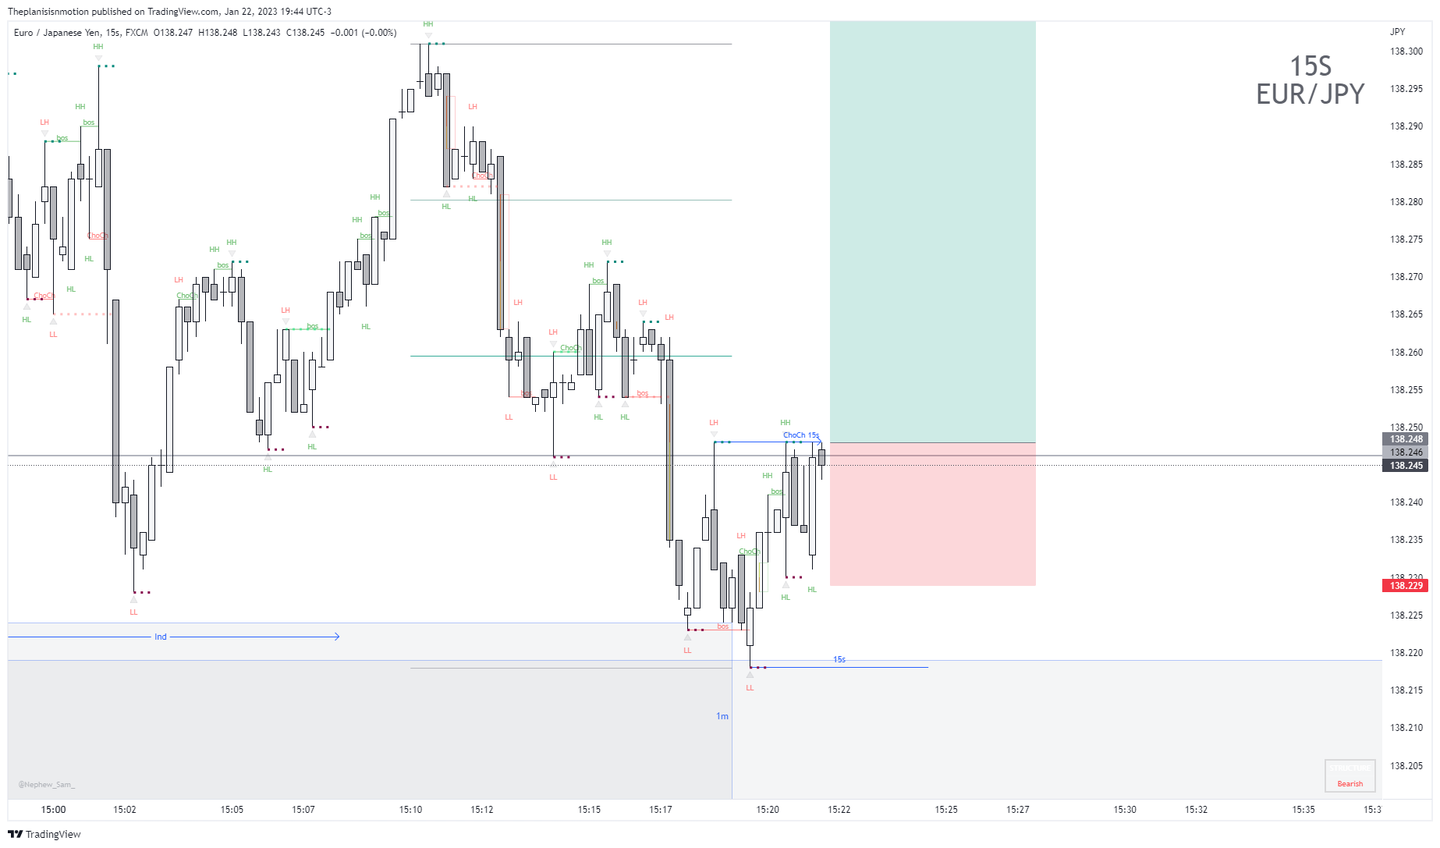 Theplanisisnmotion published on TradingView.com, Jan 22, 2023 19:44 UTC-3
Euro / Japanese Yen, 15s, FXCM O138.247 H138.248 L138.243 C138.245 −0.001 (−0.00%)
JPY
15S
EUR/JPY
138.300
138.295
138.290
138.285
138.280
138.275
138.270
138.265
138.260
138.255
138.250
138.248
138.246
138.245
138.240
138.235
138.230
138.229
138.225
138.220
138.215
138.210
138.205
HH
HH
HH
LH
bos
bos
LH
ChoCh
ChoCh
HL
HL
HL
LL
HH
HH
bos
LH
ChoCh
HL
LH
bos
HL
HL
HH
HH
bos
bos
HL
LH
ChoCh
HL
HL
HH
HH
bos
LH
LH
LH
LH
ChoCh
bos
bos
LL
HL
HL
LL
LH
HH
ChoCh 15s
HH
bos
LH
ChoCh
HL
HL
LL
bos
LL
LL
Ind
15s
1m
@Nephew_Sam_
Bearish
15:00
15:02
15:05
15:07
15:10
15:12
15:15
15:17
15:20
15:22
15:25
15:27
15:30
15:32
15:35
15:3
TradingView